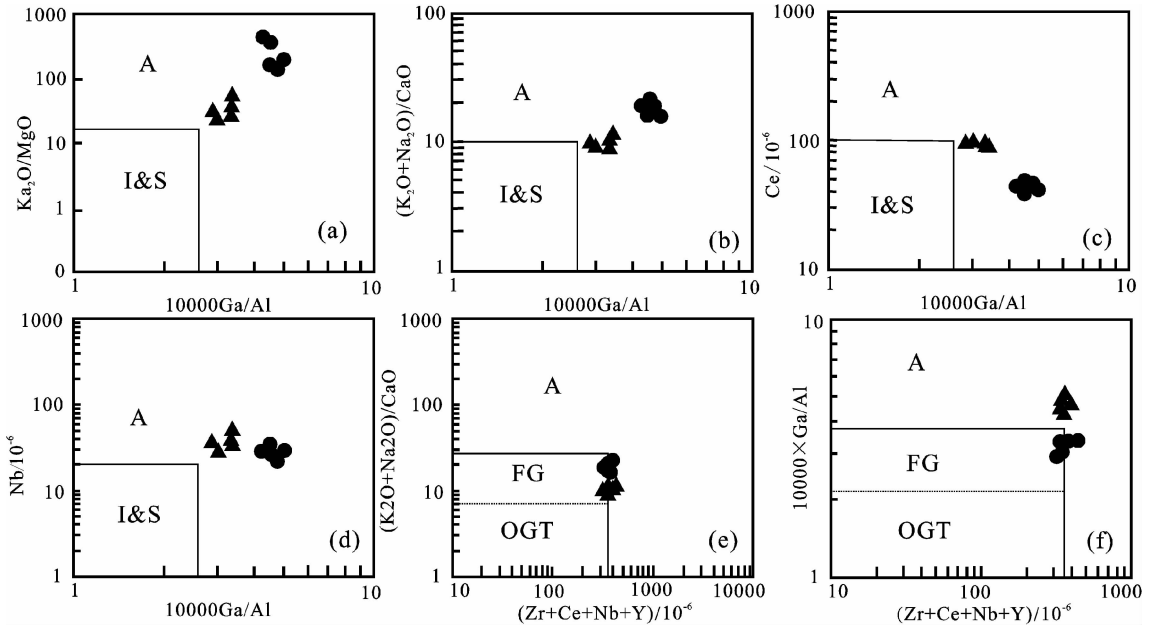 1000
100
10
1
0
Ka₂O/MgO
A
I&S
(a)
1
10
10000Ga/Al
100
10
1
(K₂O+Na₂O)/CaO
A
I&S
(b)
1
10
10000Ga/Al
1000
100
10
Ce/10⁻⁶
A
I&S
(c)
1
10
10000Ga/Al
1000
100
10
1
Nb/10⁻⁶
A
I&S
(d)
1
10
10000Ga/Al
1000
100
10
1
(K2O+Na2O)/CaO
A
FG
OGT
(e)
10
100
1000
10000
(Zr+Ce+Nb+Y)/10⁻⁶
10
1
10000×Ga/Al
A
FG
OGT
(f)
10
100
1000
(Zr+Ce+Nb+Y)/10⁻⁶